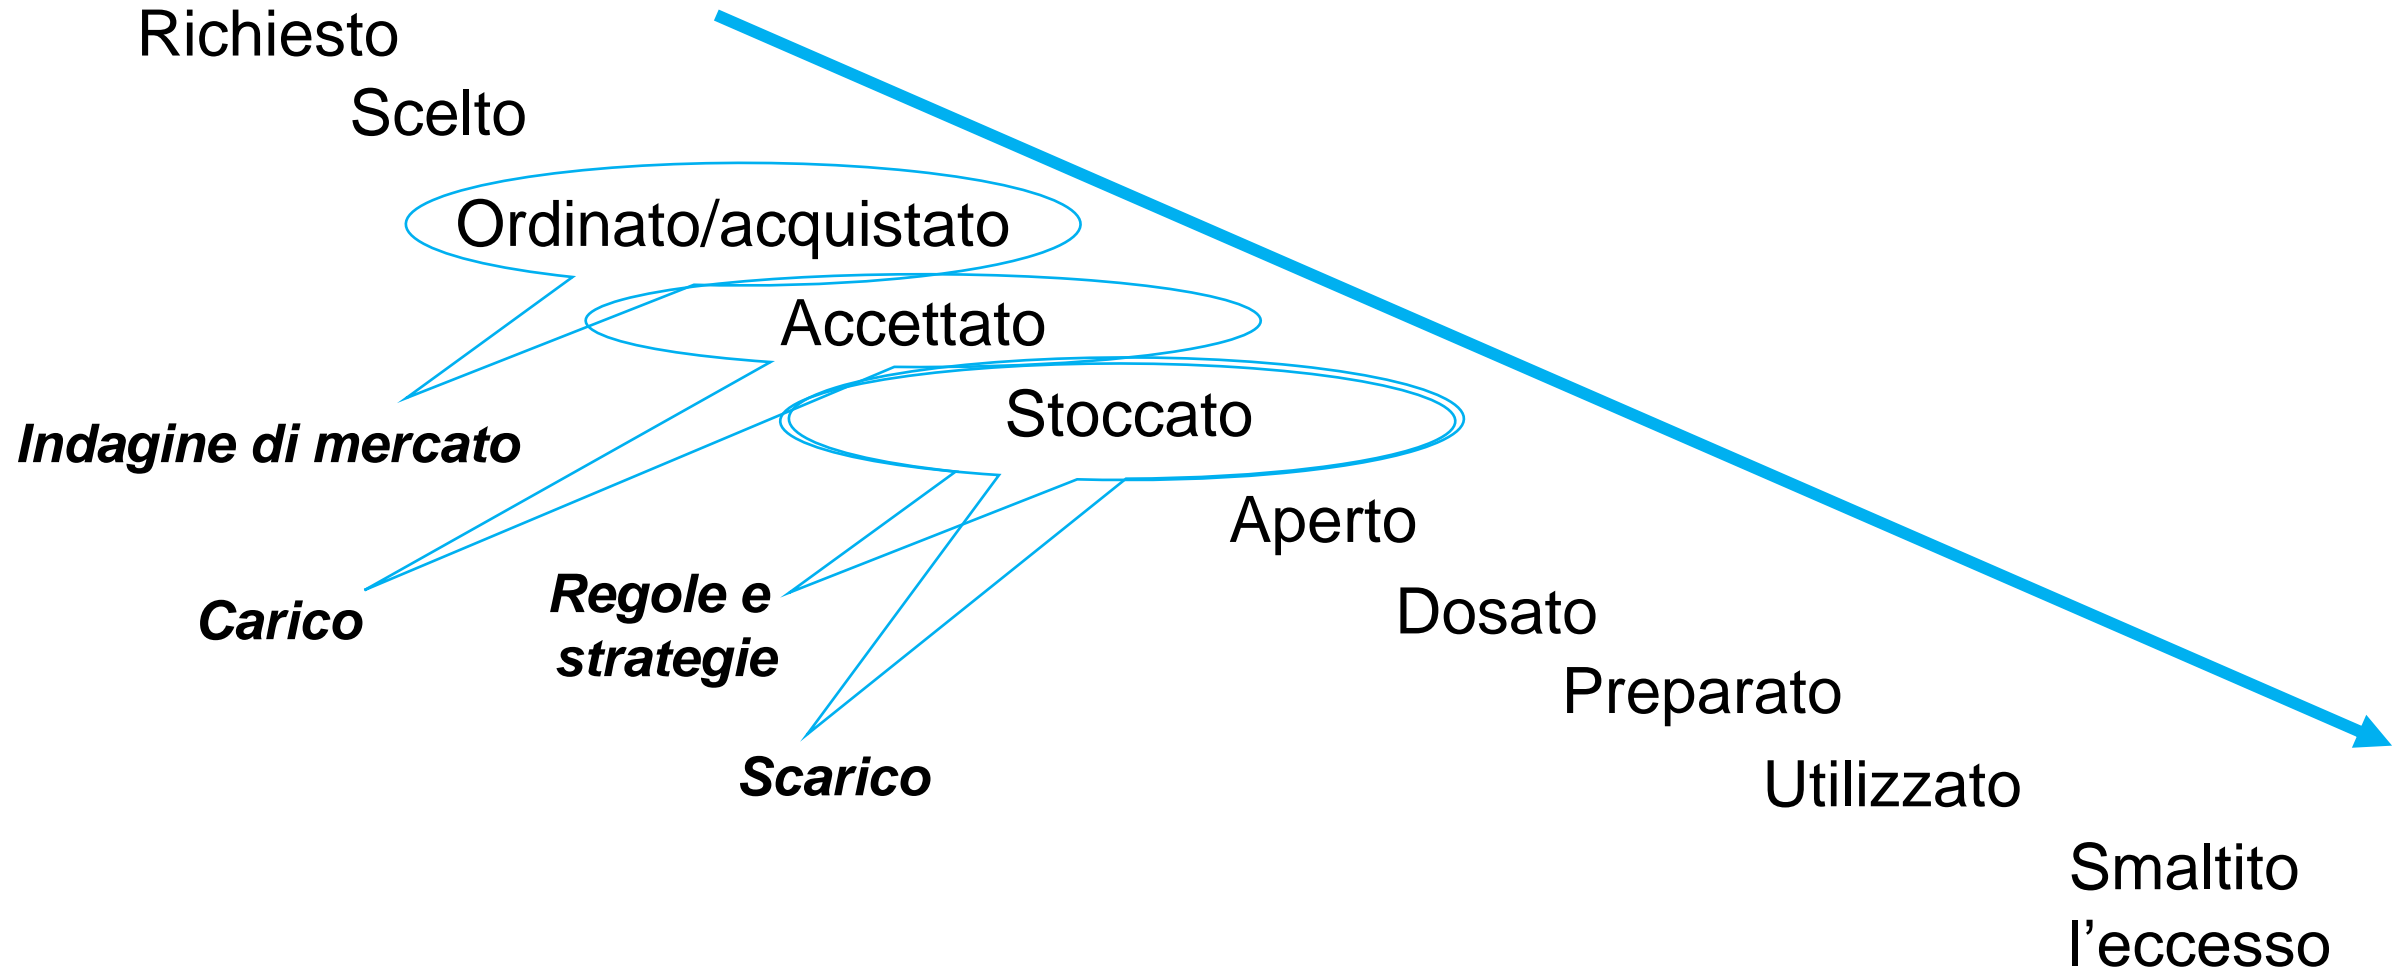 Richiesto
Scelto
Ordinato/acquistato
Accettato
Stoccato
Indagine di mercato
Aperto
Carico
Regole e
strategie
Dosato
Preparato
Scarico
Utilizzato
Smaltito
l’eccesso